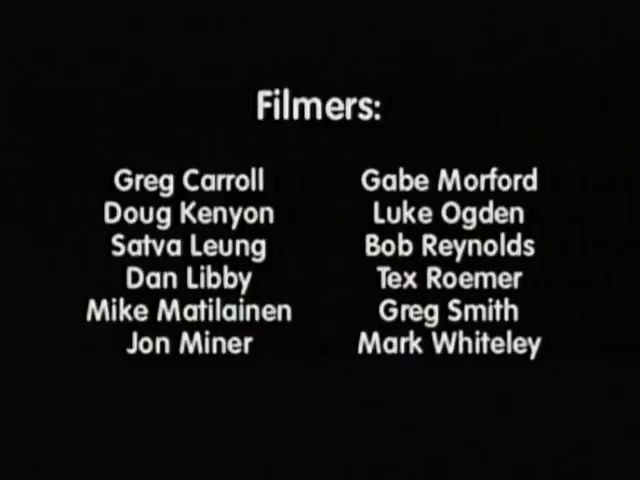 Filmers:
Greg Carroll
Doug Kenyon
Satva Leung
Dan Libby
Mike Matilainen
Jon Miner
Gabe Morford
Luke Ogden
Bob Reynolds
Tex Roemer
Greg Smith
Mark Whiteley